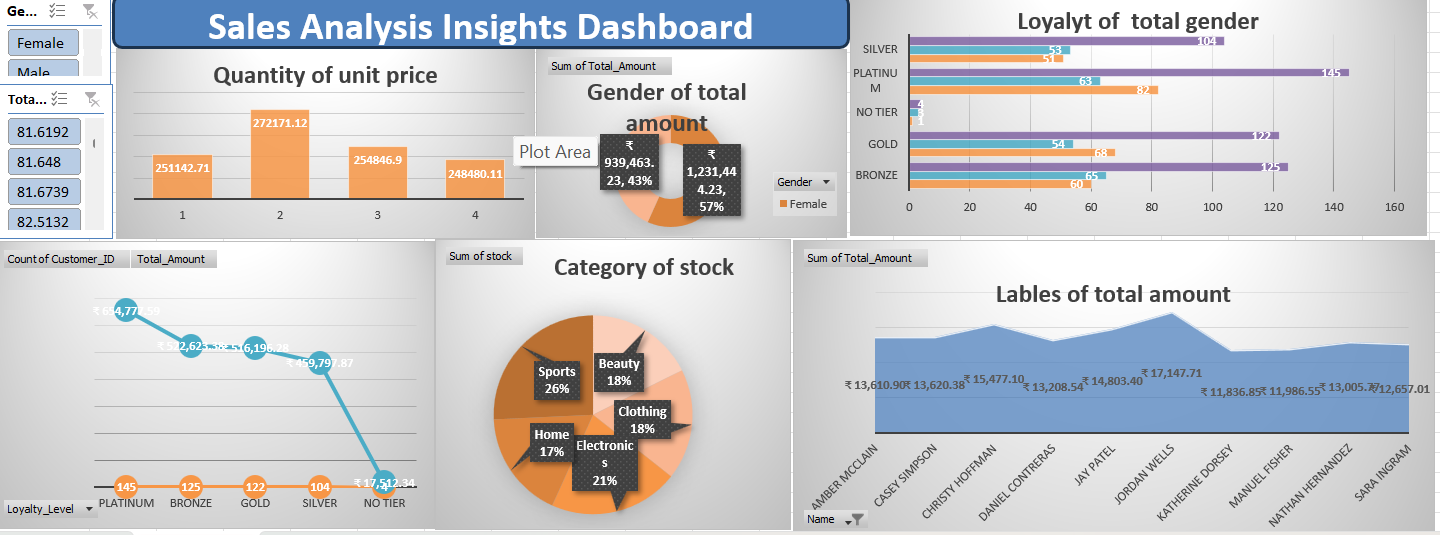 Ge...
Female
Male
Tota...
81.6192
81.648
81.6739
82.5132
Sales Analysis Insights Dashboard
Quantity of unit price
251142.71
272171.12
254846.9
248480.11
1
2
3
4
Sum of Total_Amount
Gender of total
amount
Plot Area
₹
939,463.
23, 43%
₹
1,231,44
4.23,
57%
Gender
Female
Loyalyt of total gender
SILVER
104
53
51
PLATINU
M
145
63
82
NO TIER
4
1
GOLD
122
54
68
BRONZE
125
65
60
0 20 40 60 80 100 120 140 160
Count of Customer_ID
Total_Amount
₹ 459,797.87
₹ 17,512.34
145
125
122
104
4
PLATINUM
BRONZE
GOLD
SILVER
NO TIER
Loyalty_Level
Sum of stock
Category of stock
Sports
26%
Beauty
18%
Clothing
18%
Home
17%
Electronic
s
21%
Sum of Total_Amount
Lables of total amount
₹ 13,610.90
₹ 13,620.38
₹ 15,477.10
₹ 13,208.54
₹ 14,803.40
₹ 17,147.71
₹ 11,836.85
₹ 11,986.55
₹ 12,657.01
AMBER MCCLAIN
CASEY SIMPSON
CHRISTY HOFFMAN
DANIEL CONTRERAS
JAY PATEL
JORDAN WELLS
KATHERINE DORSEY
MANUEL FISHER
NATHAN HERNANDEZ
SARA INGRAM
Name